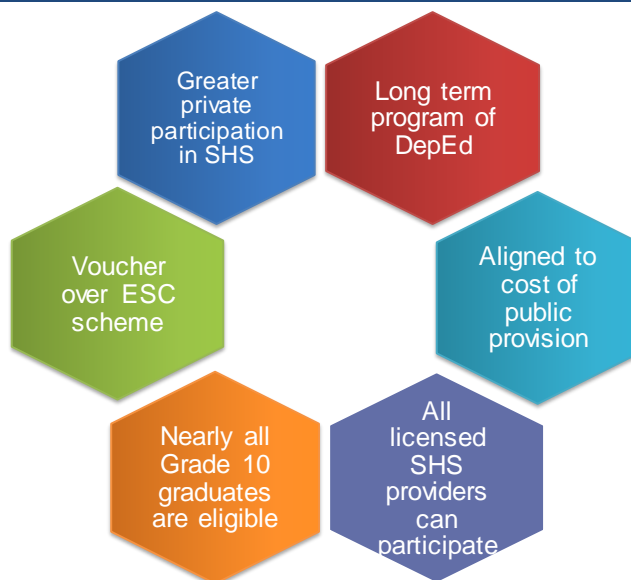 Greater
private
participation
in SHS
Long term
program of
DepEd
Voucher
over ESC
scheme
Aligned to
cost of
public
provision
Nearly all
Grade 10
graduates
are eligible
All
licensed
SHS
providers
can
participate